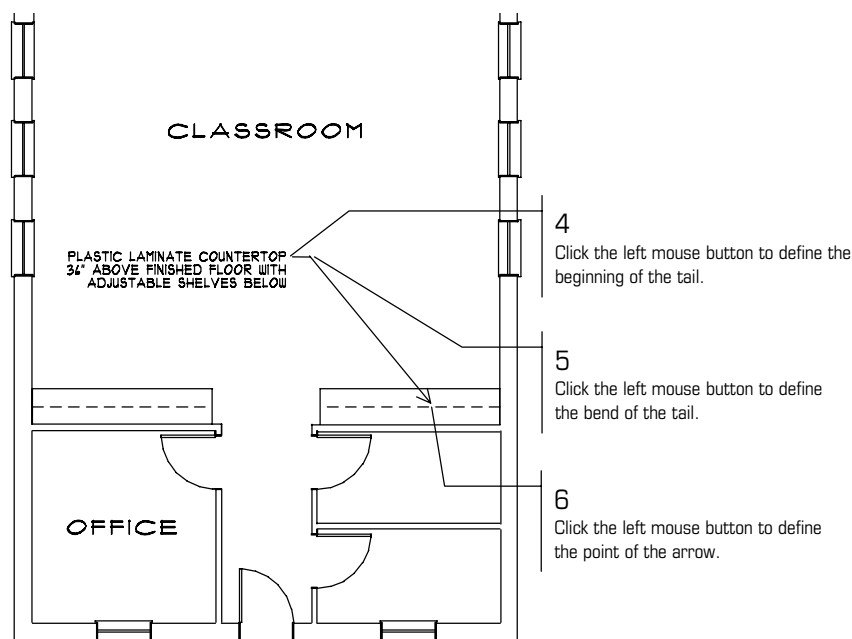 CLASSROOM
PLASTIC LAMINATE COUNTERTOP
36" ABOVE FINISHED FLOOR WITH
ADJUSTABLE SHELVES BELOW
OFFICE
4
Click the left mouse button to define the
beginning of the tail.
5
Click the left mouse button to define
the bend of the tail.
6
Click the left mouse button to define
the point of the arrow.